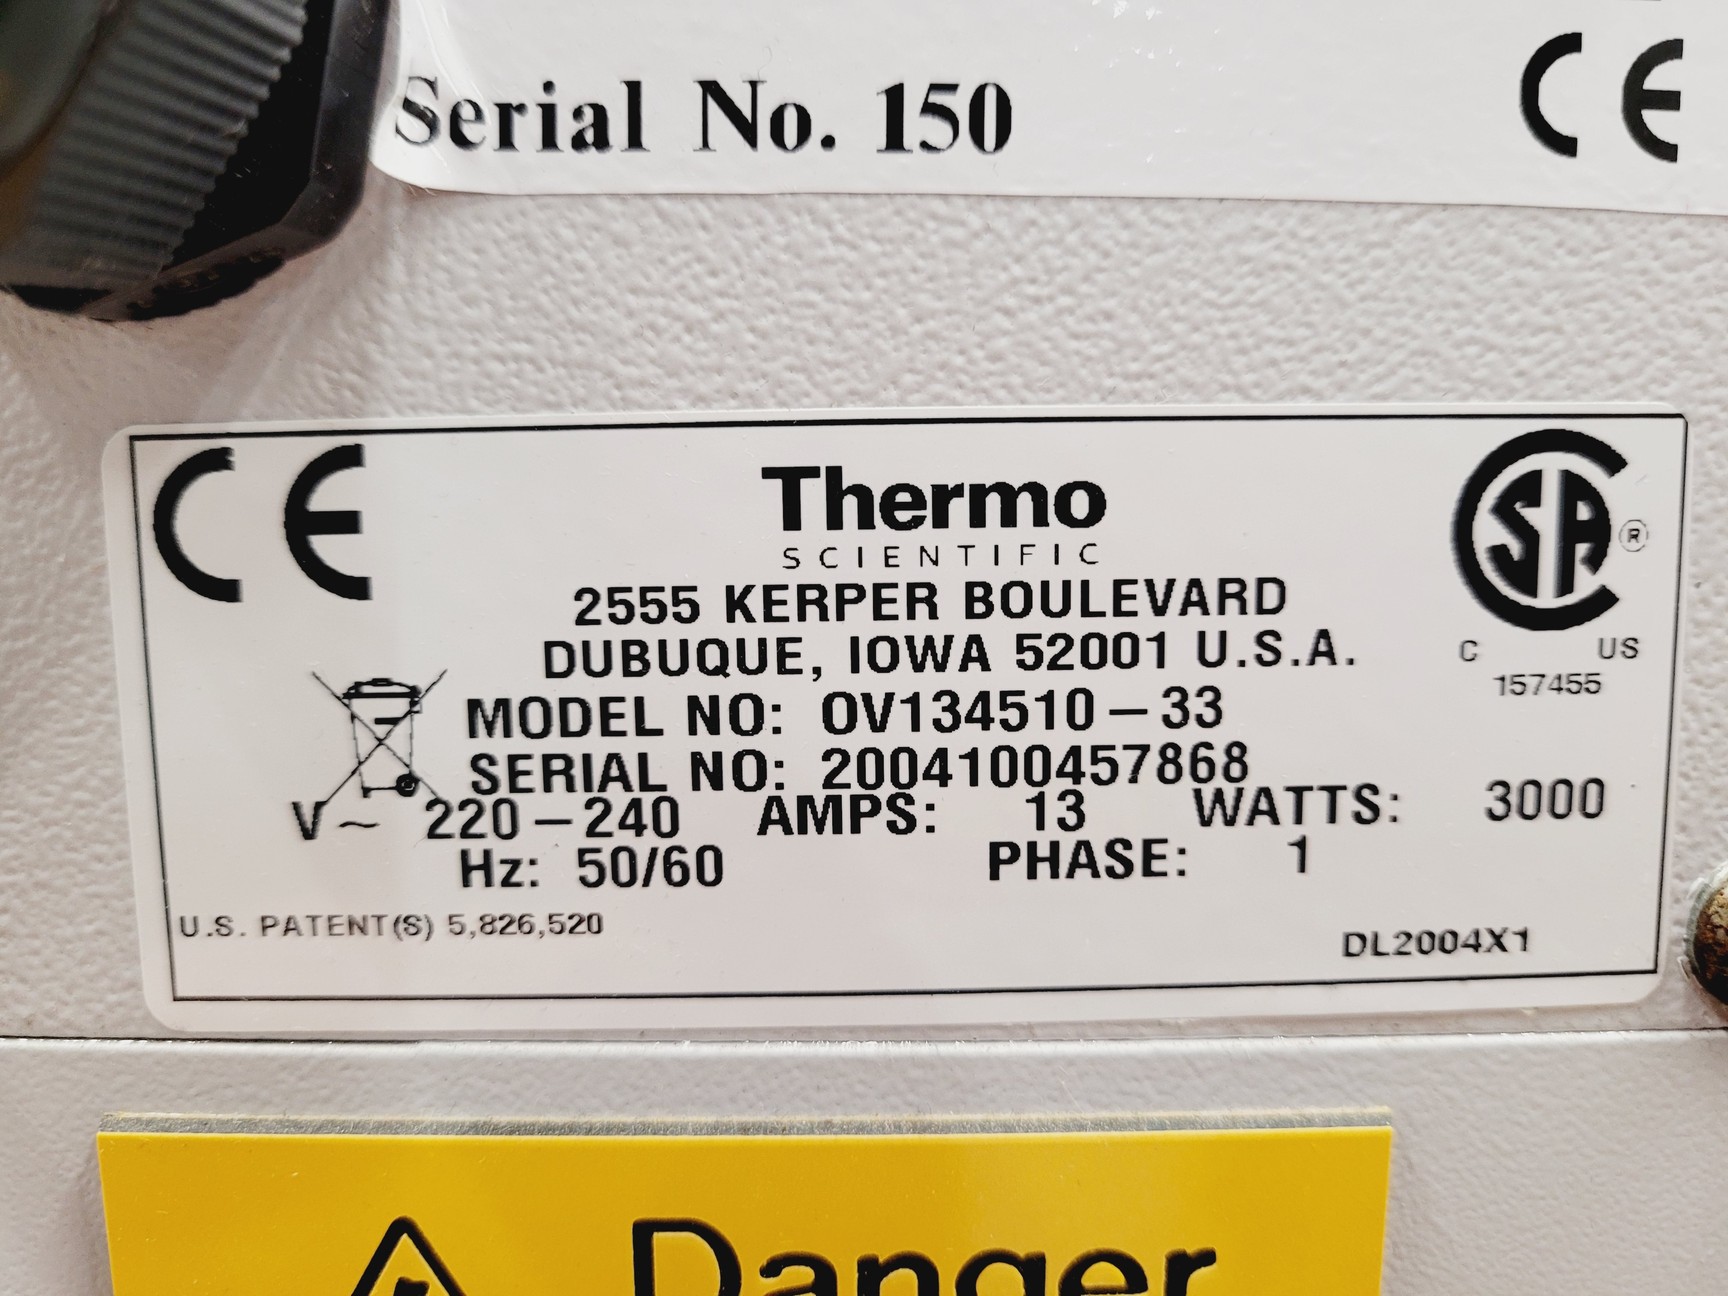 Serial No. 150 CE
CE
Thermo
SCIENTIFIC
2555 KERPER BOULEVARD
DUBUQUE, IOWA 52001 U.S.A.
MODEL NO: OV134510-33
SERIAL NO: 2004100457868
V~ 220-240 AMPS: 13 WATTS: 3000
Hz: 50/60 PHASE: 1
U.S. PATENT(S) 5,826,520
DL2004X1
CSA ®
C US
157455
Danger